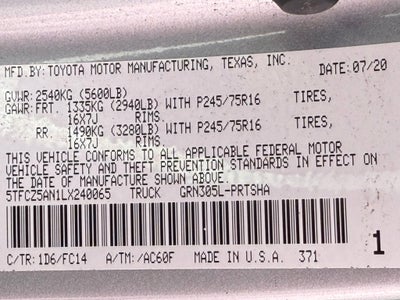 MFD.BY:TOYOTA MOTOR MANUFACTURING, TEXAS, INC.
DATE:07/20
GVWR:2540KG (5600LB)
GAWR:FRT. 1335KG (2940LB) WITH P245/75R16 TIRES,
16X7J RIMS.
RR. 1490KG (3280LB) WITH P245/75R16 TIRES,
16X7J RIMS.
THIS VEHICLE CONFORMS TO ALL APPLICABLE FEDERAL MOTOR
VEHICLE SAFETY AND THEFT PREVENTION STANDARDS IN EFFECT ON
THE DATE OF MANUFACTURE SHOWN ABOVE.
5TFCZ5AN1LX240065 TRUCK GRN305L-PRTSHA
1
C/TR:1D6/FC14 A/TM:/AC60F MADE IN U.S.A. 371